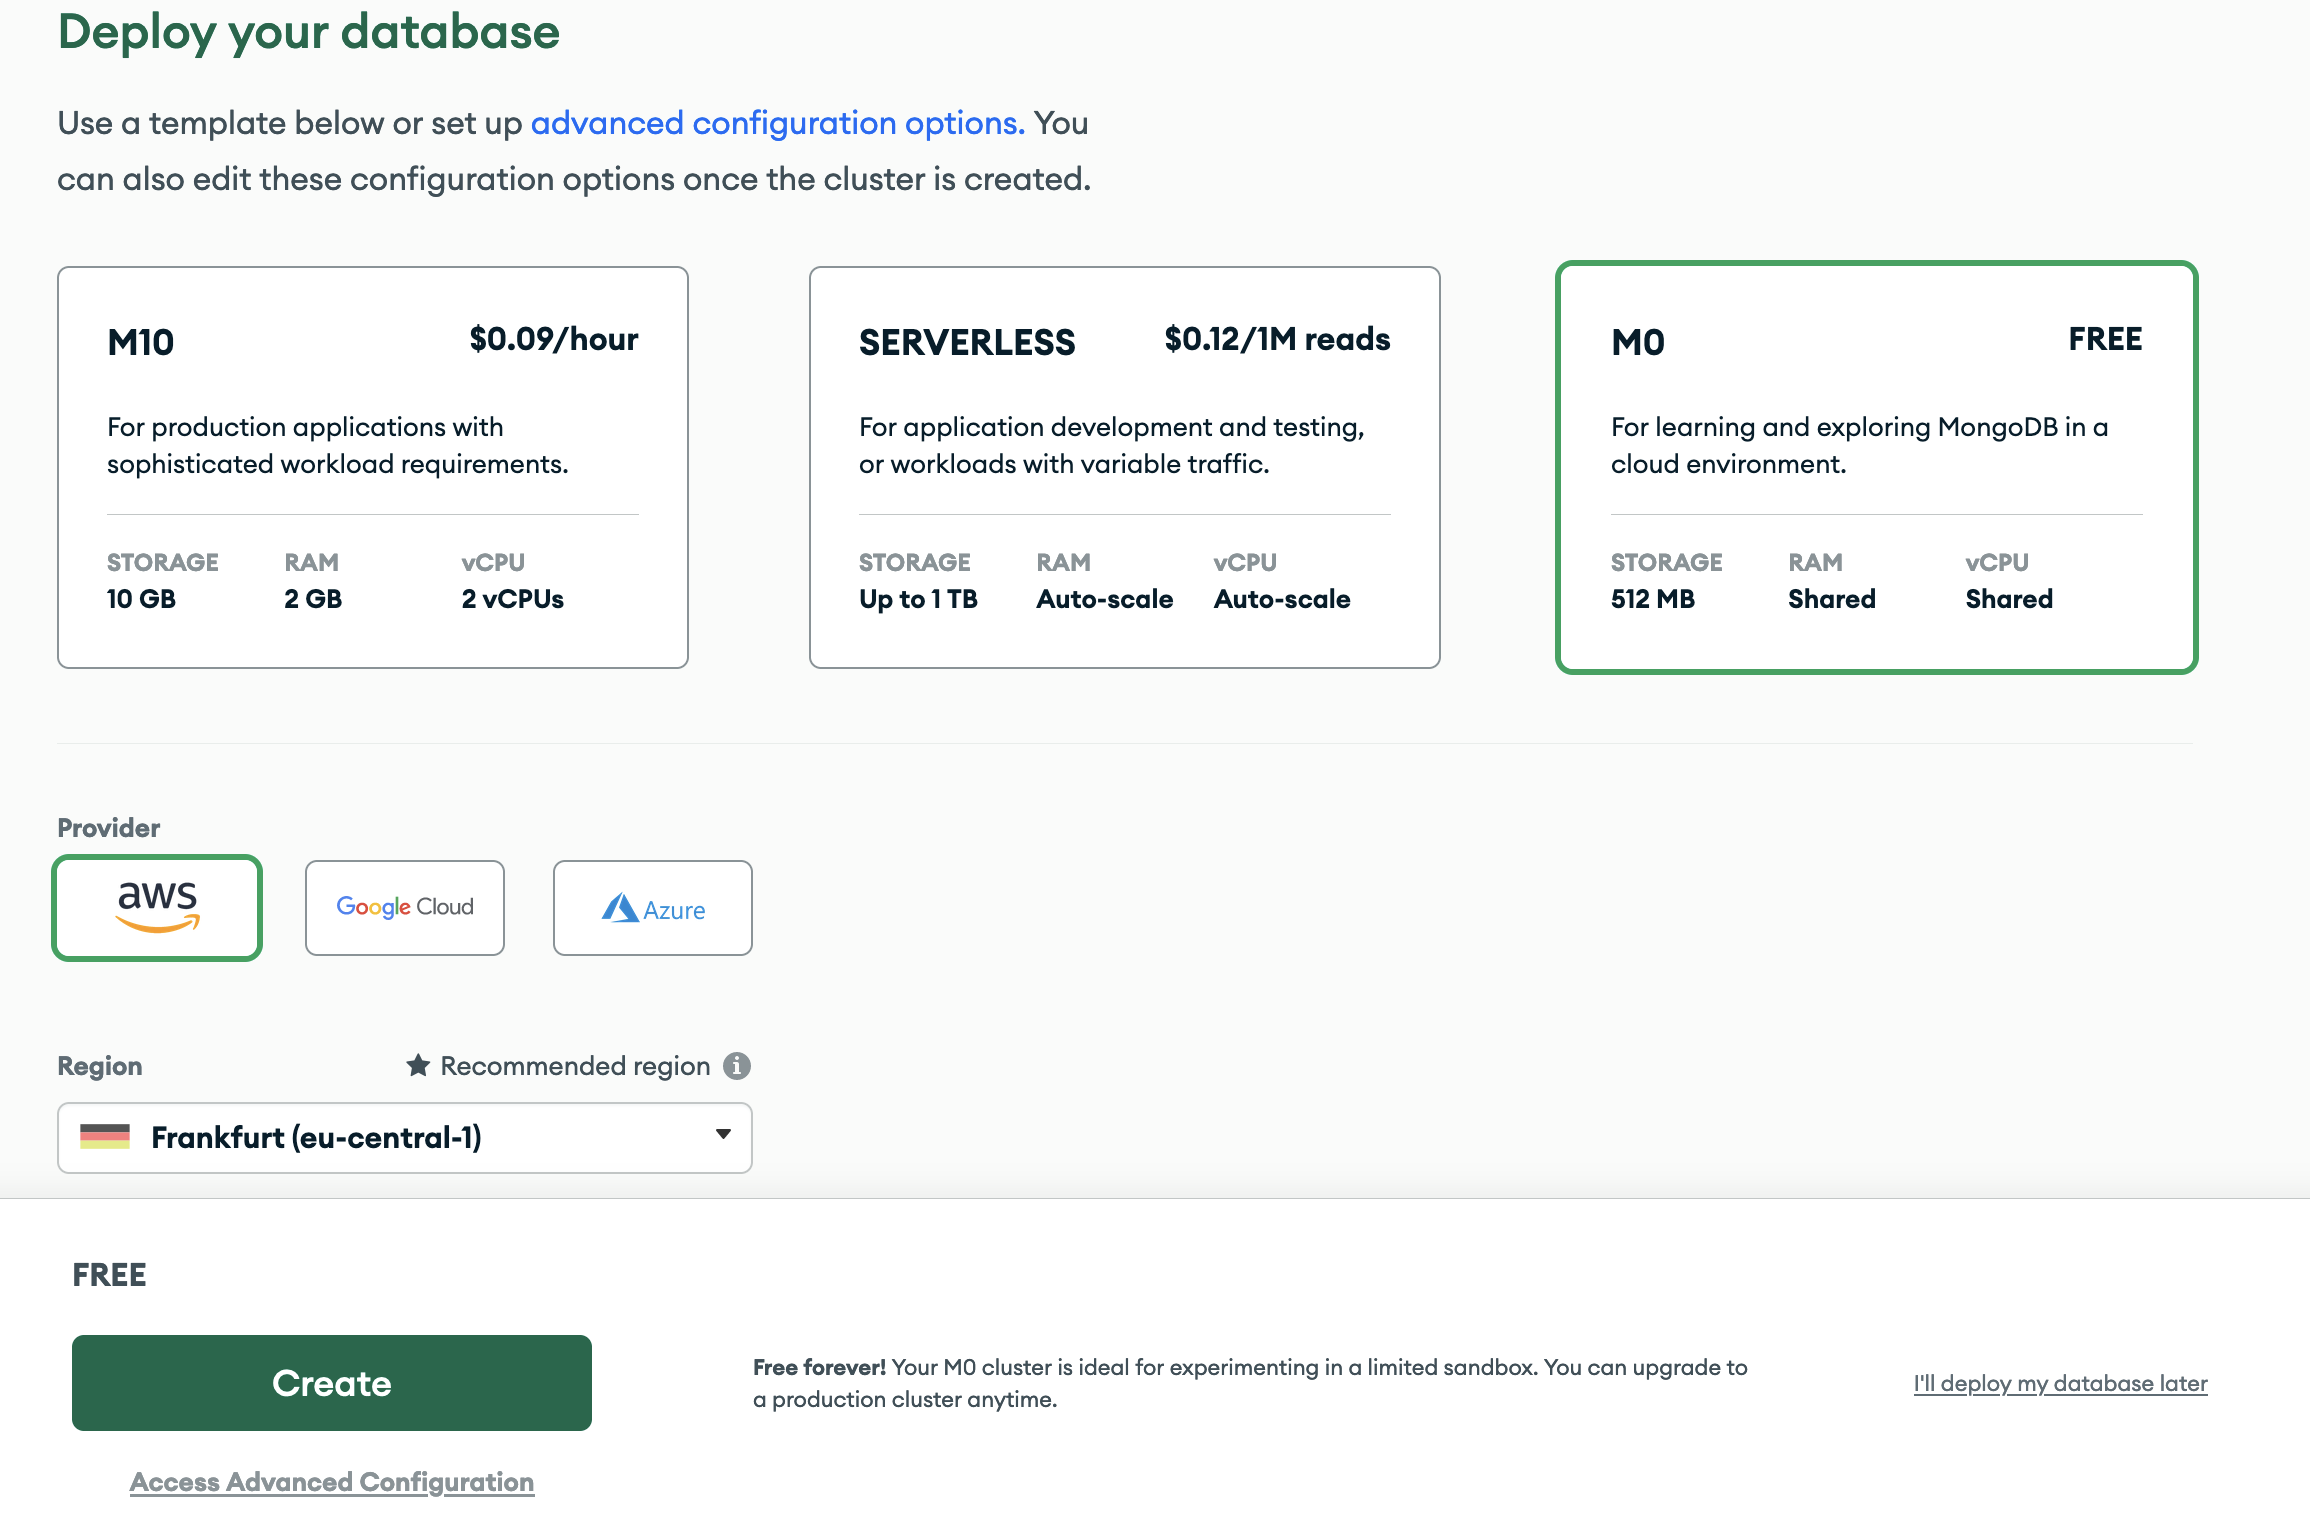 Deploy your database
Use a template below or set up advanced configuration options. You
can also edit these configuration options once the cluster is created.
M10
$0.09/hour
For production applications with
sophisticated workload requirements.
STORAGE
RAM
vCPU
10 GB
2 GB
2 vCPUs
SERVERLESS
$0.12/1M reads
For application development and testing,
or workloads with variable traffic.
STORAGE
RAM
vCPU
Up to 1 TB
Auto-scale
Auto-scale
M0
FREE
For learning and exploring MongoDB in a
cloud environment.
STORAGE
RAM
vCPU
512 MB
Shared
Shared
Provider
aws
Google Cloud
Azure
Region
★ Recommended region
Frankfurt (eu-central-1)
FREE
Create
Free forever! Your M0 cluster is ideal for experimenting in a limited sandbox. You can upgrade to
a production cluster anytime.
I'll deploy my database later
Access Advanced Configuration